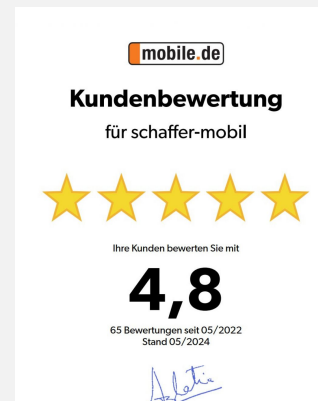 mobile.de
Kundenbewertung
für schaffer-mobil
Ihre Kunden bewerten Sie mit
4,8
65 Bewertungen seit 05/2022
Stand 05/2024